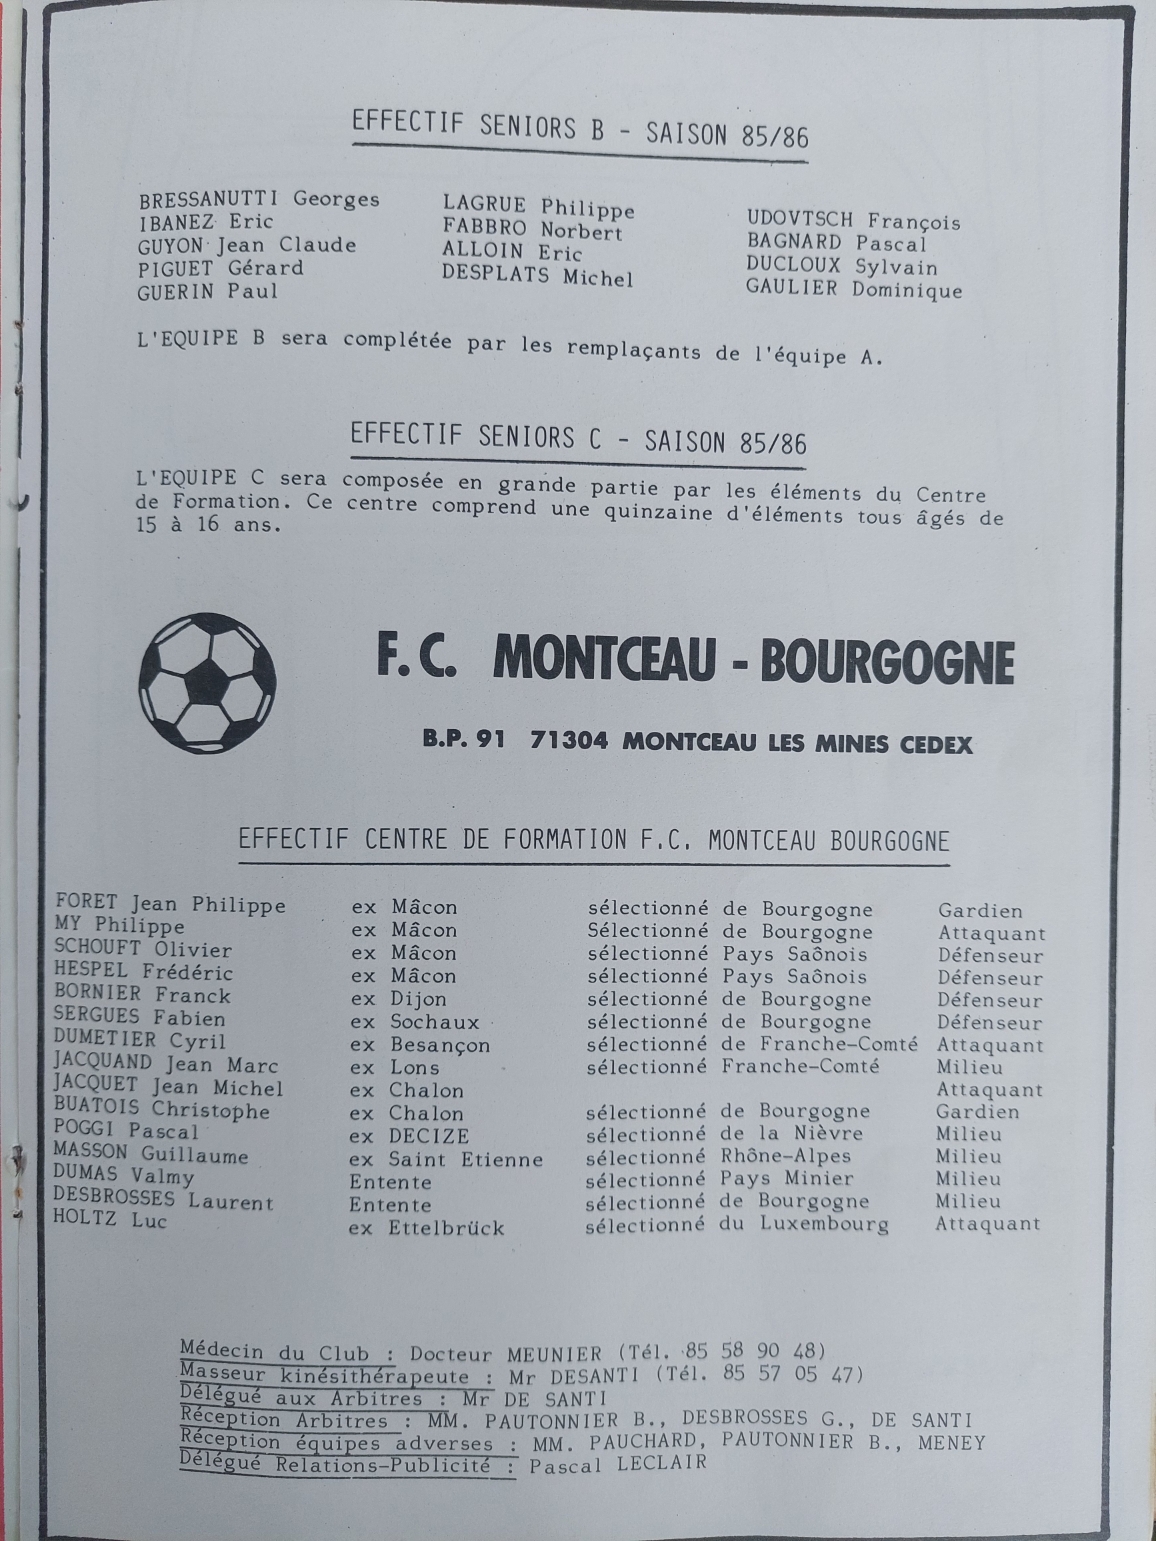 EFFECTIF SENIORS B - SAISON 85/86
BRESSANUTTI Georges LAGRUE Philippe UDOVTSCH François
IBANEZ Eric FABBRO Norbert BAGNARD Pascal
GUYON Jean Claude ALLOIN Eric DUCLOUX Sylvain
PIGUET Gérard DESPLATS Michel GAULIER Dominique
GUERIN Paul
L'EQUIPE B sera complétée par les remplaçants de l'équipe A.
EFFECTIF SENIORS C - SAISON 85/86
L'EQUIPE C sera composée en grande partie par les éléments du Centre
de Formation. Ce centre comprend une quinzaine d'éléments tous âgés de
15 à 16 ans.
F.C. MONTCEAU - BOURGOGNE
B.P. 91 71304 MONTCEAU LES MINES CEDEX
EFFECTIF CENTRE DE FORMATION F.C. MONTCEAU BOURGOGNE
FORET Jean Philippe ex Mâcon sélectionné de Bourgogne Gardien
MY Philippe ex Mâcon Sélectionné de Bourgogne Attaquant
SCHOUFT Olivier ex Mâcon sélectionné Pays Saônois Défenseur
HESPEL Frédéric ex Mâcon sélectionné Pays Saônois Défenseur
BORNIER Franck ex Dijon sélectionné de Bourgogne Défenseur
SERGUES Fabien ex Sochaux sélectionné de Bourgogne Défenseur
DUMETIER Cyril ex Besançon sélectionné de Franche-Comté Attaquant
JACQUAND Jean Marc ex Lons sélectionné Franche-Comté Milieu
JACQUET Jean Michel ex Chalon Attaquant
BUATOIS Christophe ex Chalon sélectionné de Bourgogne Gardien
POGGI Pascal ex DECIZE sélectionné de la Nièvre Milieu
MASSON Guillaume ex Saint Etienne sélectionné Rhône-Alpes Milieu
DUMAS Valmy Entente sélectionné Pays Minier Milieu
DESBROSSES Laurent Entente sélectionné de Bourgogne Milieu
HOLTZ Luc ex Ettelbrück sélectionné du Luxembourg Attaquant
Médecin du Club : Docteur MEUNIER (Tél. 85 58 90 48)
Masseur kinésithérapeute : Mr DESANTI (Tél. 85 57 05 47)
Délégué aux Arbitres : Mr DE SANTI
Réception Arbitres : MM. PAUTONNIER B., DESBROSSES G., DE SANTI
Réception équipes adverses : MM. PAUCHARD, PAUTONNIER B., MENEY
Délégué Relations-Publicité : Pascal LECLAIR